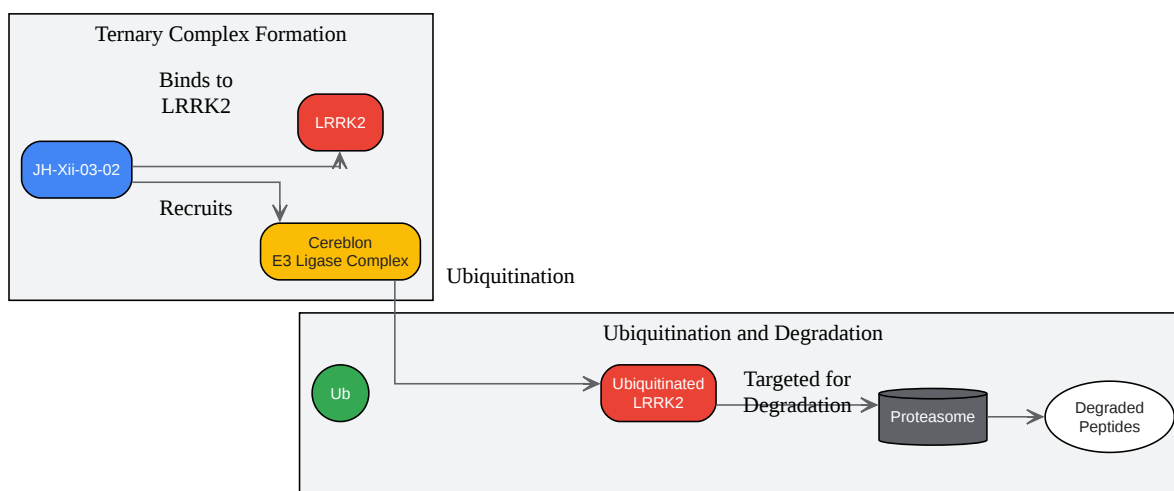 Ternary Complex Formation
Binds to
LRRK2
LRRK2
JH-Xii-03-02
Recruits
Cereblon
E3 Ligase Complex
Ubiquitination
Ubiquitination and Degradation
Ub
Ubiquitinated
LRRK2
Targeted for
Degradation
Proteasome
Degraded
Peptides